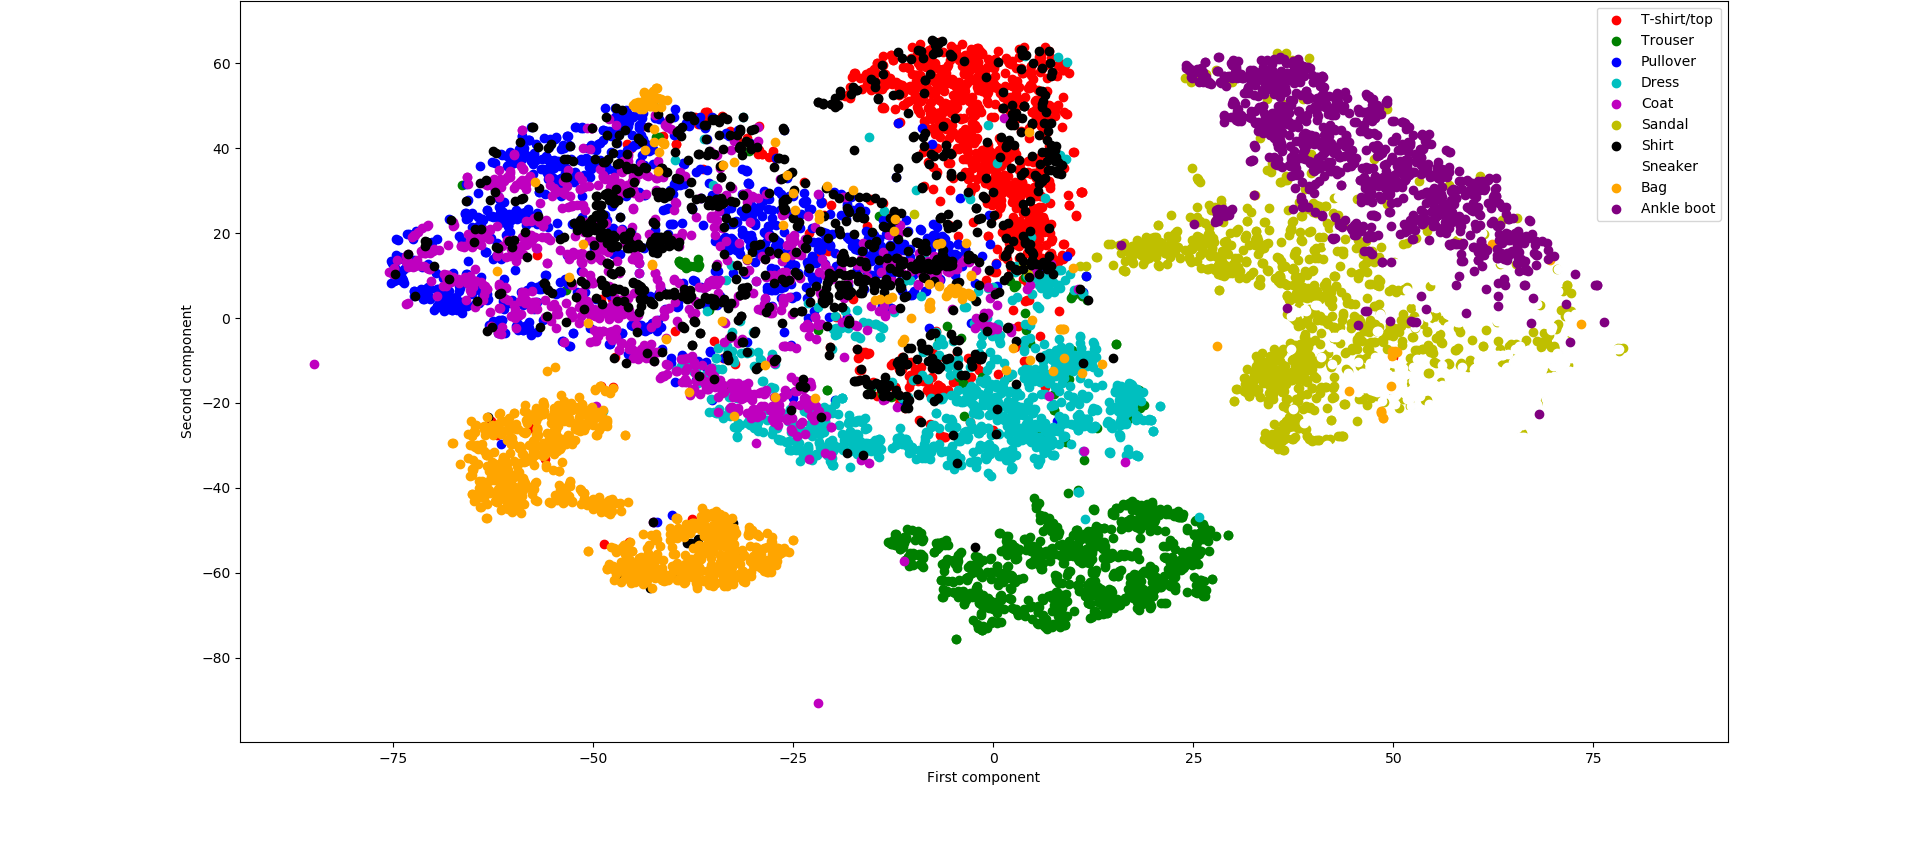 T-shirt/top
Trouser
Pullover
Dress
Coat
Sandal
Shirt
Sneaker
Bag
Ankle boot
60
40
20
0
−20
−40
−60
−80
Second component
−75
−50
−25
0
25
50
75
First component